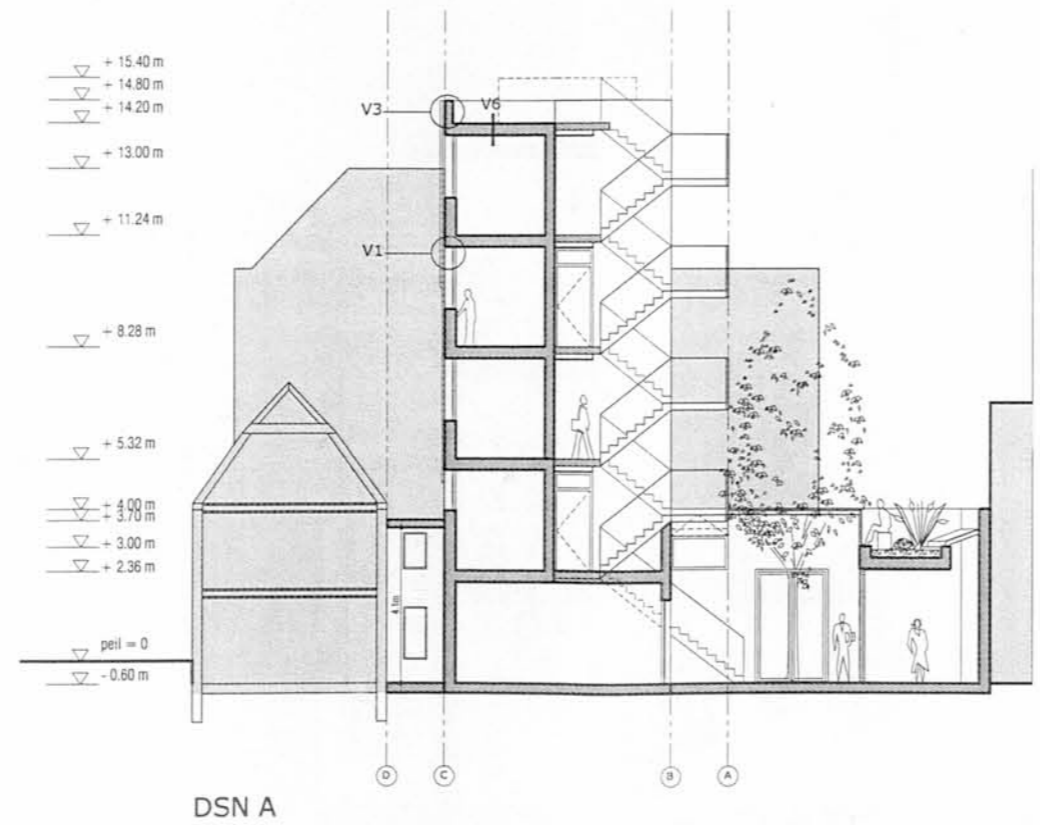 + 15.40 m
+ 14.80 m
+ 14.20 m
+ 13.00 m
+ 11.24 m
+ 8.28 m
+ 5.32 m
+ 4.00 m
+ 3.70 m
+ 3.00 m
+ 2.36 m
peil = 0
- 0.60 m
V3
V6
V1
4.1m
D
C
B
A
DSN A